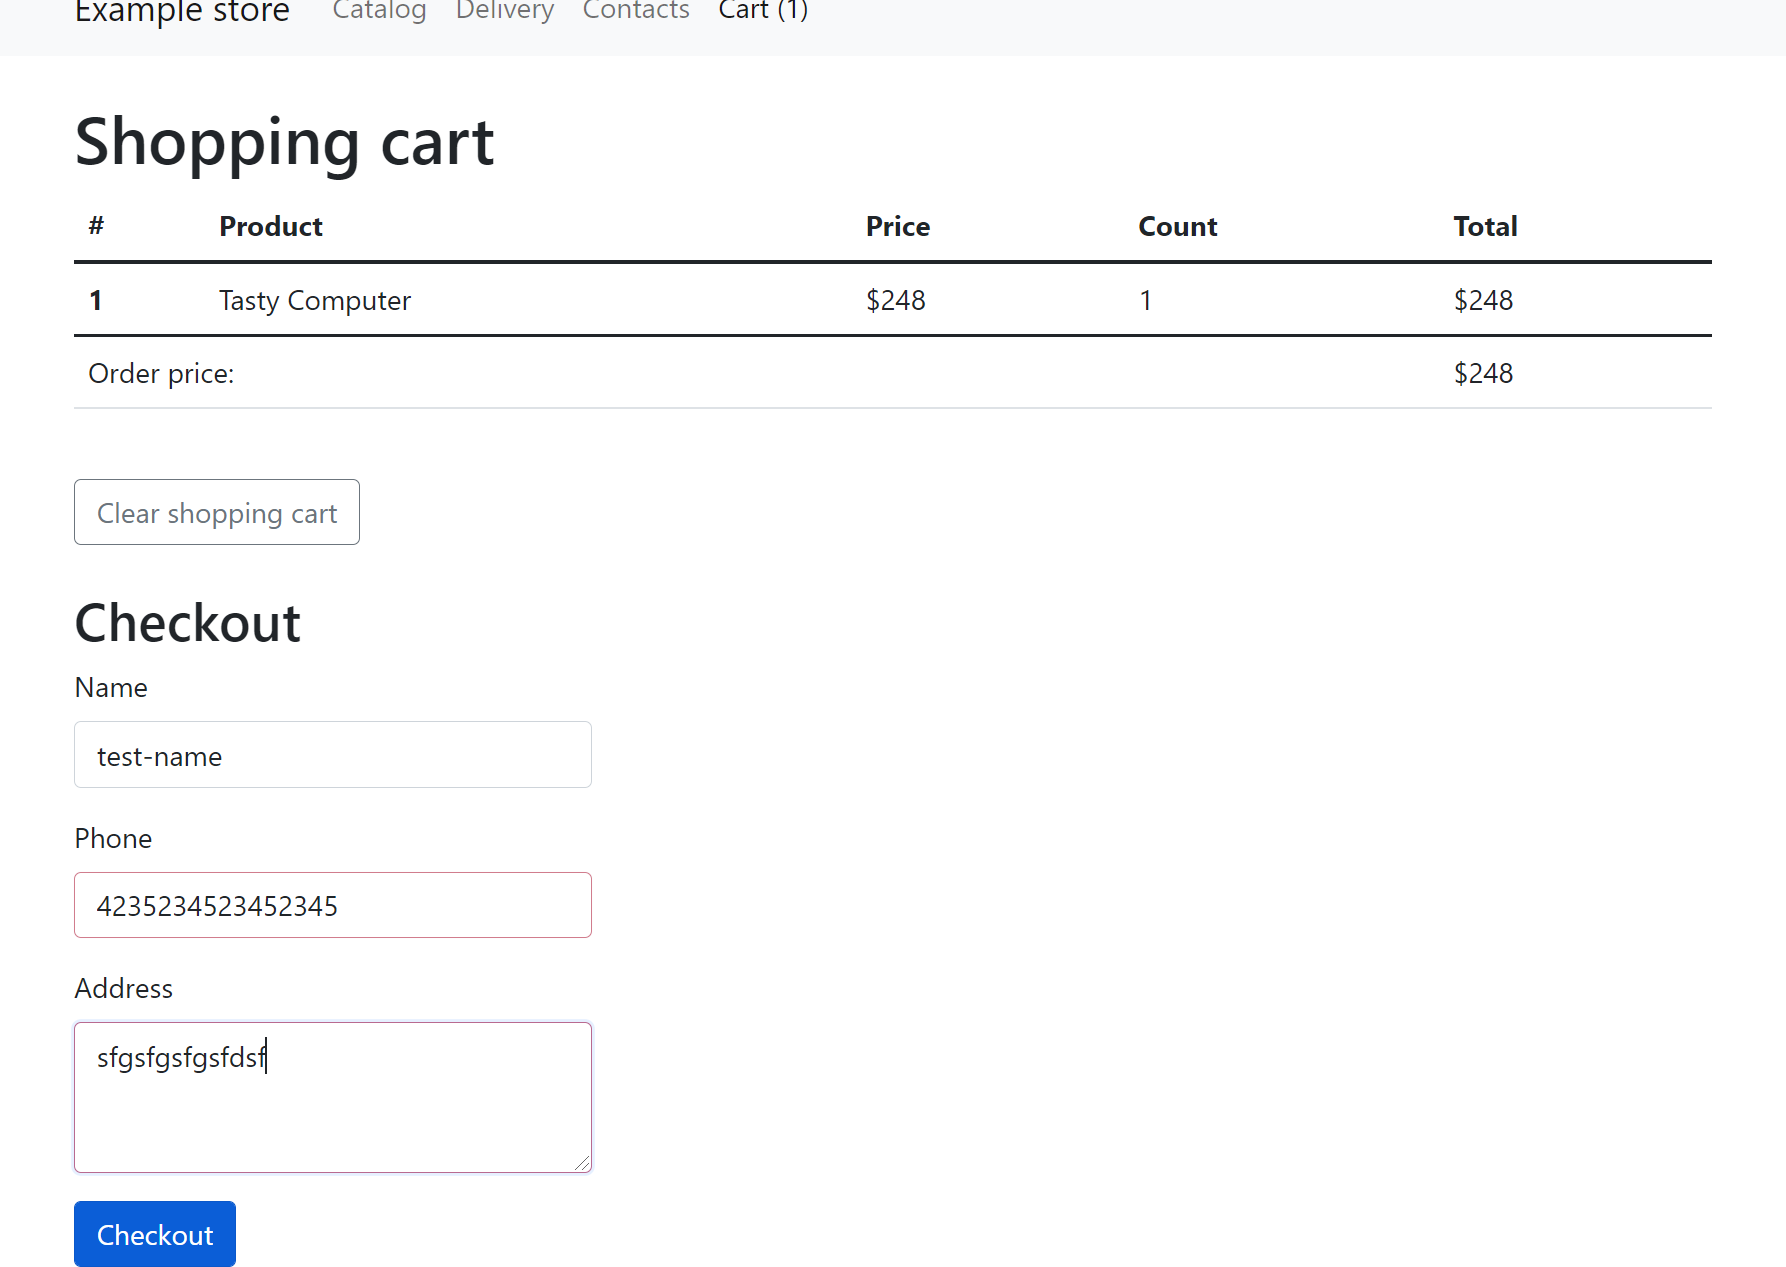 Example store Catalog Delivery Contacts Cart (1)
Shopping cart
# Product Price Count Total
1 Tasty Computer $248 1 $248
Order price: $248
Clear shopping cart
Checkout
Name
test-name
Phone
4235234523452345
Address
sfgsfgsfgsfdsf
Checkout